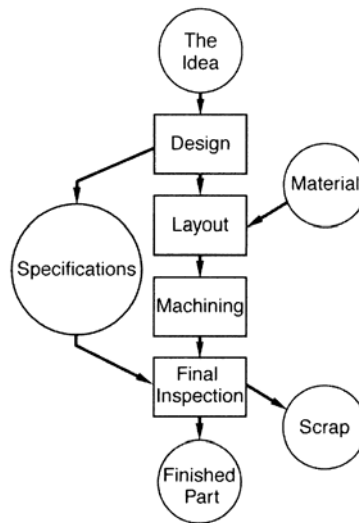 The
Idea
Design
Material
Layout
Specifications
Machining
Final
Inspection
Scrap
Finished
Part